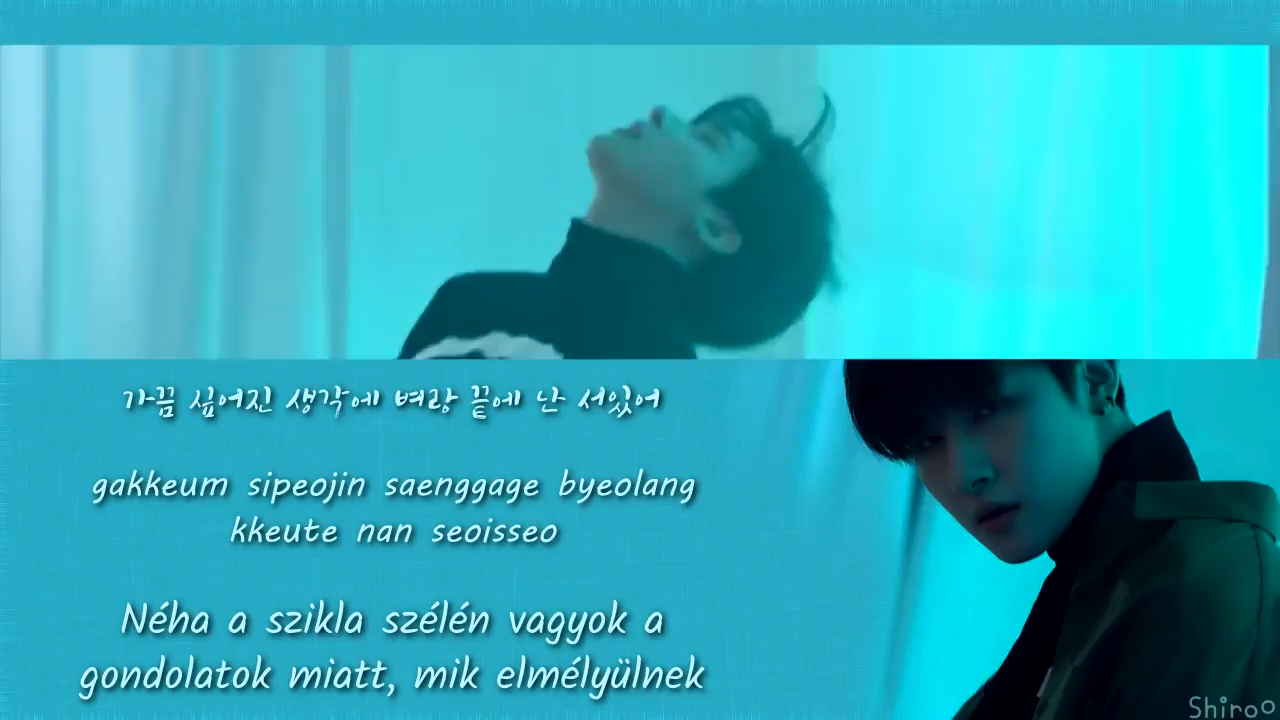 가끔 싶어진 생각에 벼랑 끝에 난 서있어
gakkeum sipeojin saenggage byeolang
kkeute nan seoisseo
Néha a szikla szélén vagyok a
gondolatok miatt, mik elmélyülnek
Shiroo